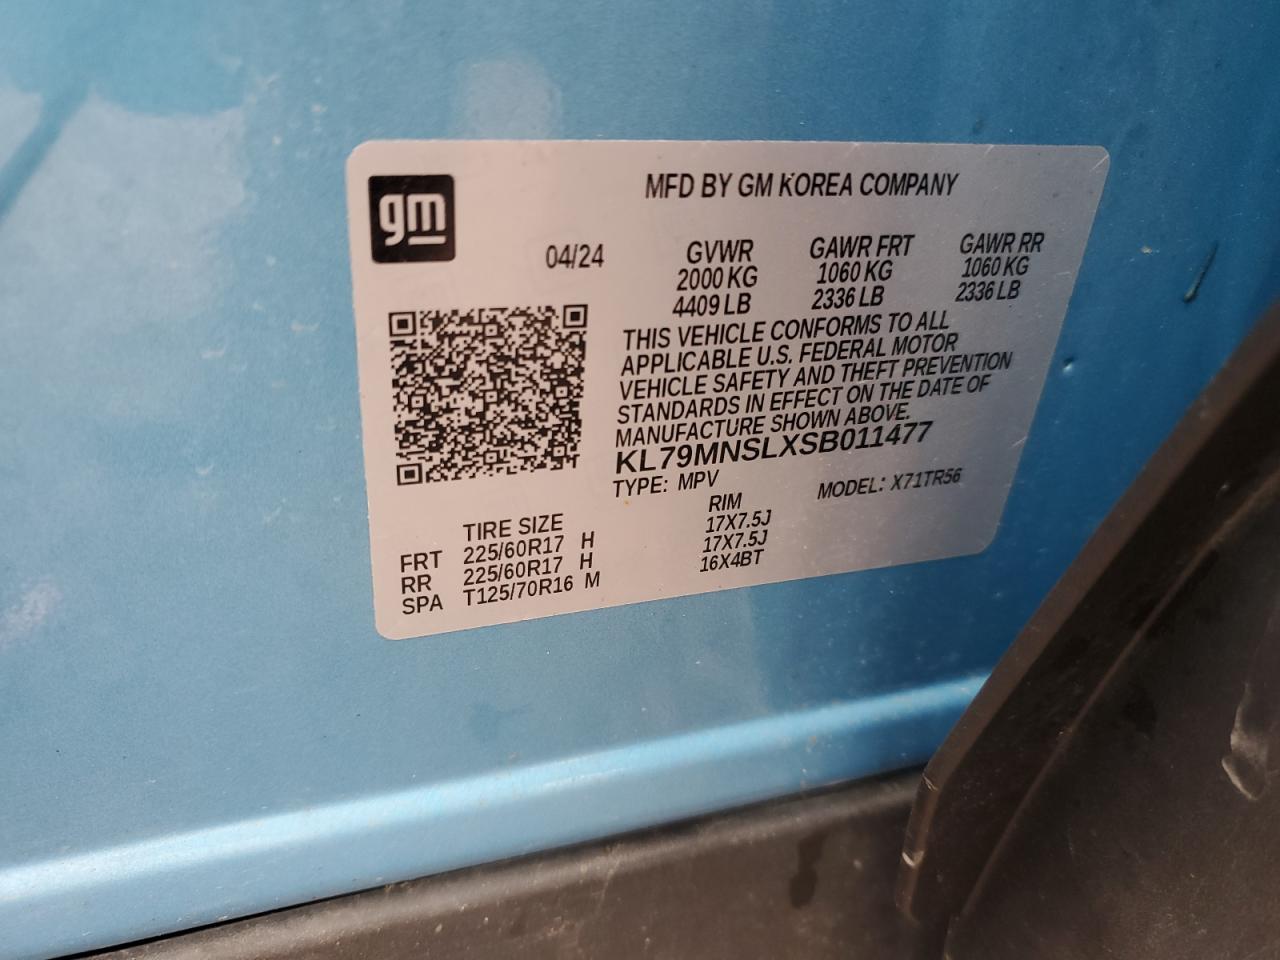 gm
MFD BY GM KOREA COMPANY
04/24 GVWR GAWR FRT GAWR RR
2000 KG 1060 KG 1060 KG
4409 LB 2336 LB 2336 LB
THIS VEHICLE CONFORMS TO ALL
APPLICABLE U.S. FEDERAL MOTOR
VEHICLE SAFETY AND THEFT PREVENTION
STANDARDS IN EFFECT ON THE DATE OF
MANUFACTURE SHOWN ABOVE.
KL79MNSLXSB011477
TYPE: MPV MODEL: X71TR56
TIRE SIZE RIM
FRT 225/60R17 H 17X7.5J
RR 225/60R17 H 17X7.5J
SPA T125/70R16 M 16X4BT